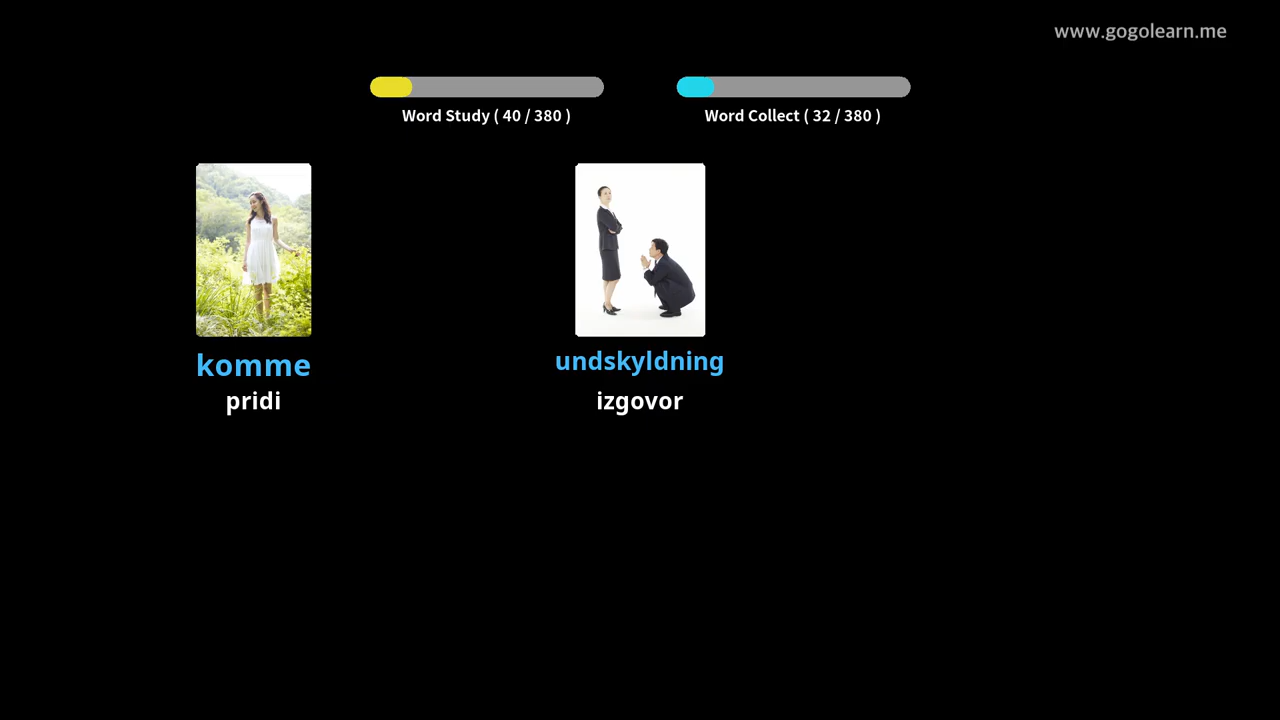 www.gogolearn.me
Word Study ( 40 / 380 )
Word Collect ( 32 / 380 )
komme
pridi
undskyldning
izgovor